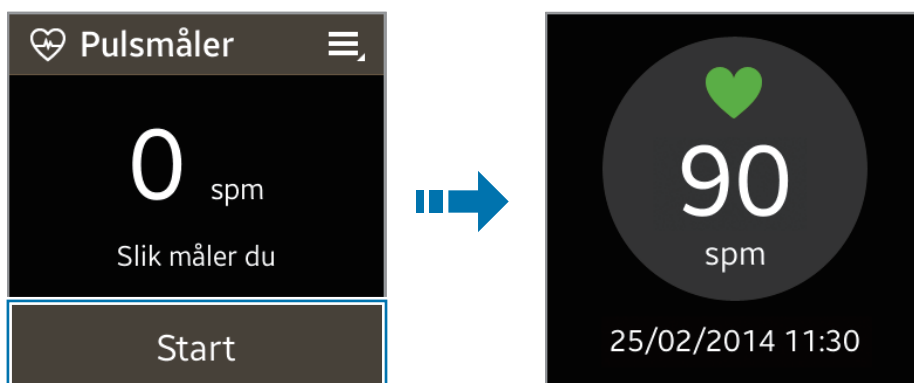 Pulsmåler
0 spm
Slik måler du
Start
90
spm
25/02/2014 11:30